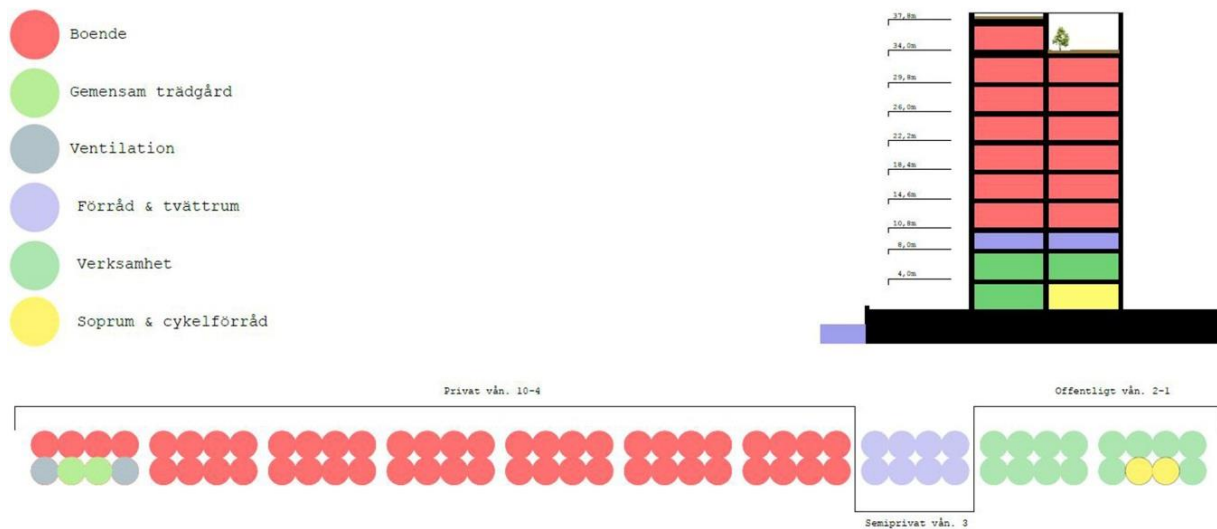 Boende
Gemensam trädgård
Ventilation
Förråd & tvättrum
Verksamhet
Soprum & cykelförråd
37,8m
34,0m
29,8m
26,0m
22,2m
18,4m
14,6m
10,8m
8,0m
4,0m
Privat vån. 10-4
Offentligt vån. 2-1
Semiprivat vån. 3